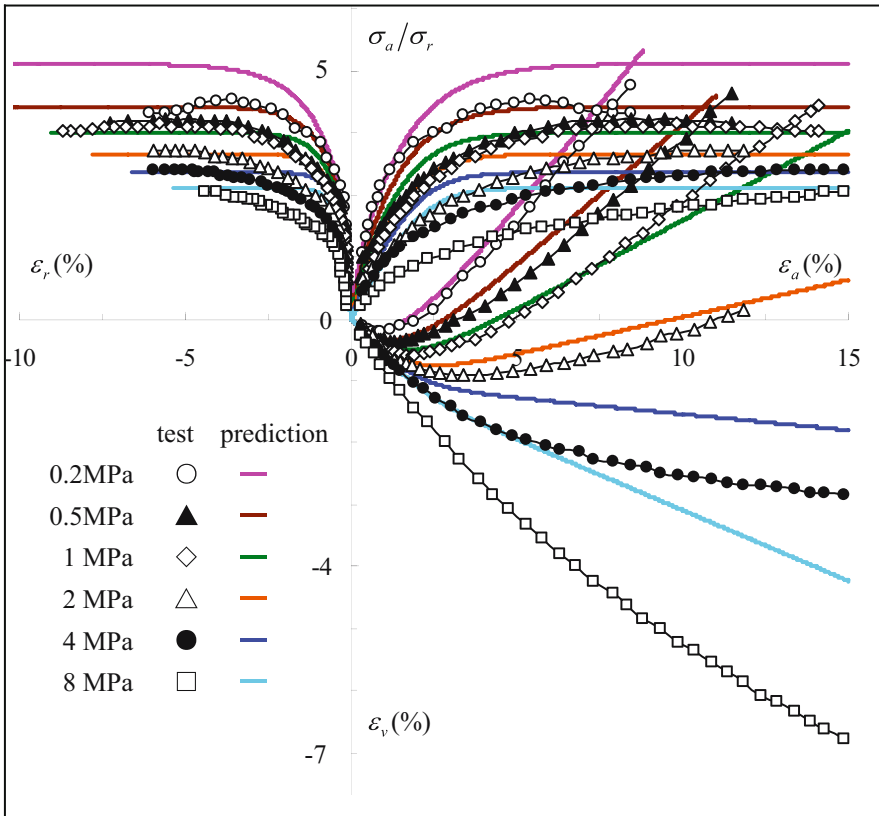 σa/σr
5
εr(%)
εa(%)
0
-10
-5
5
10
15
test prediction
0.2MPa
0.5MPa
1 MPa
2 MPa
4 MPa
8 MPa
-4
εv(%)
-7